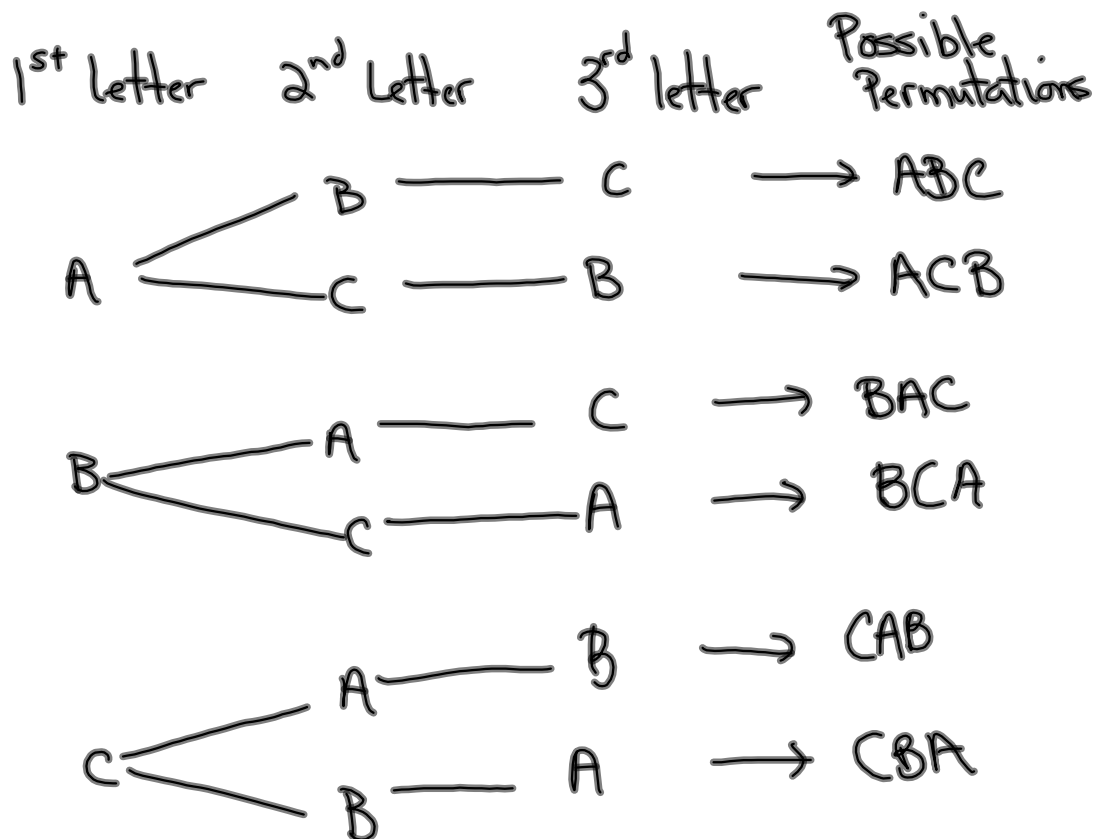 1st letter 2nd Letter 3rd letter Possible Permutations
B C ABC
A
C B ACB
A C BAC
B
C A BCA
A B CAB
C
B A CBA